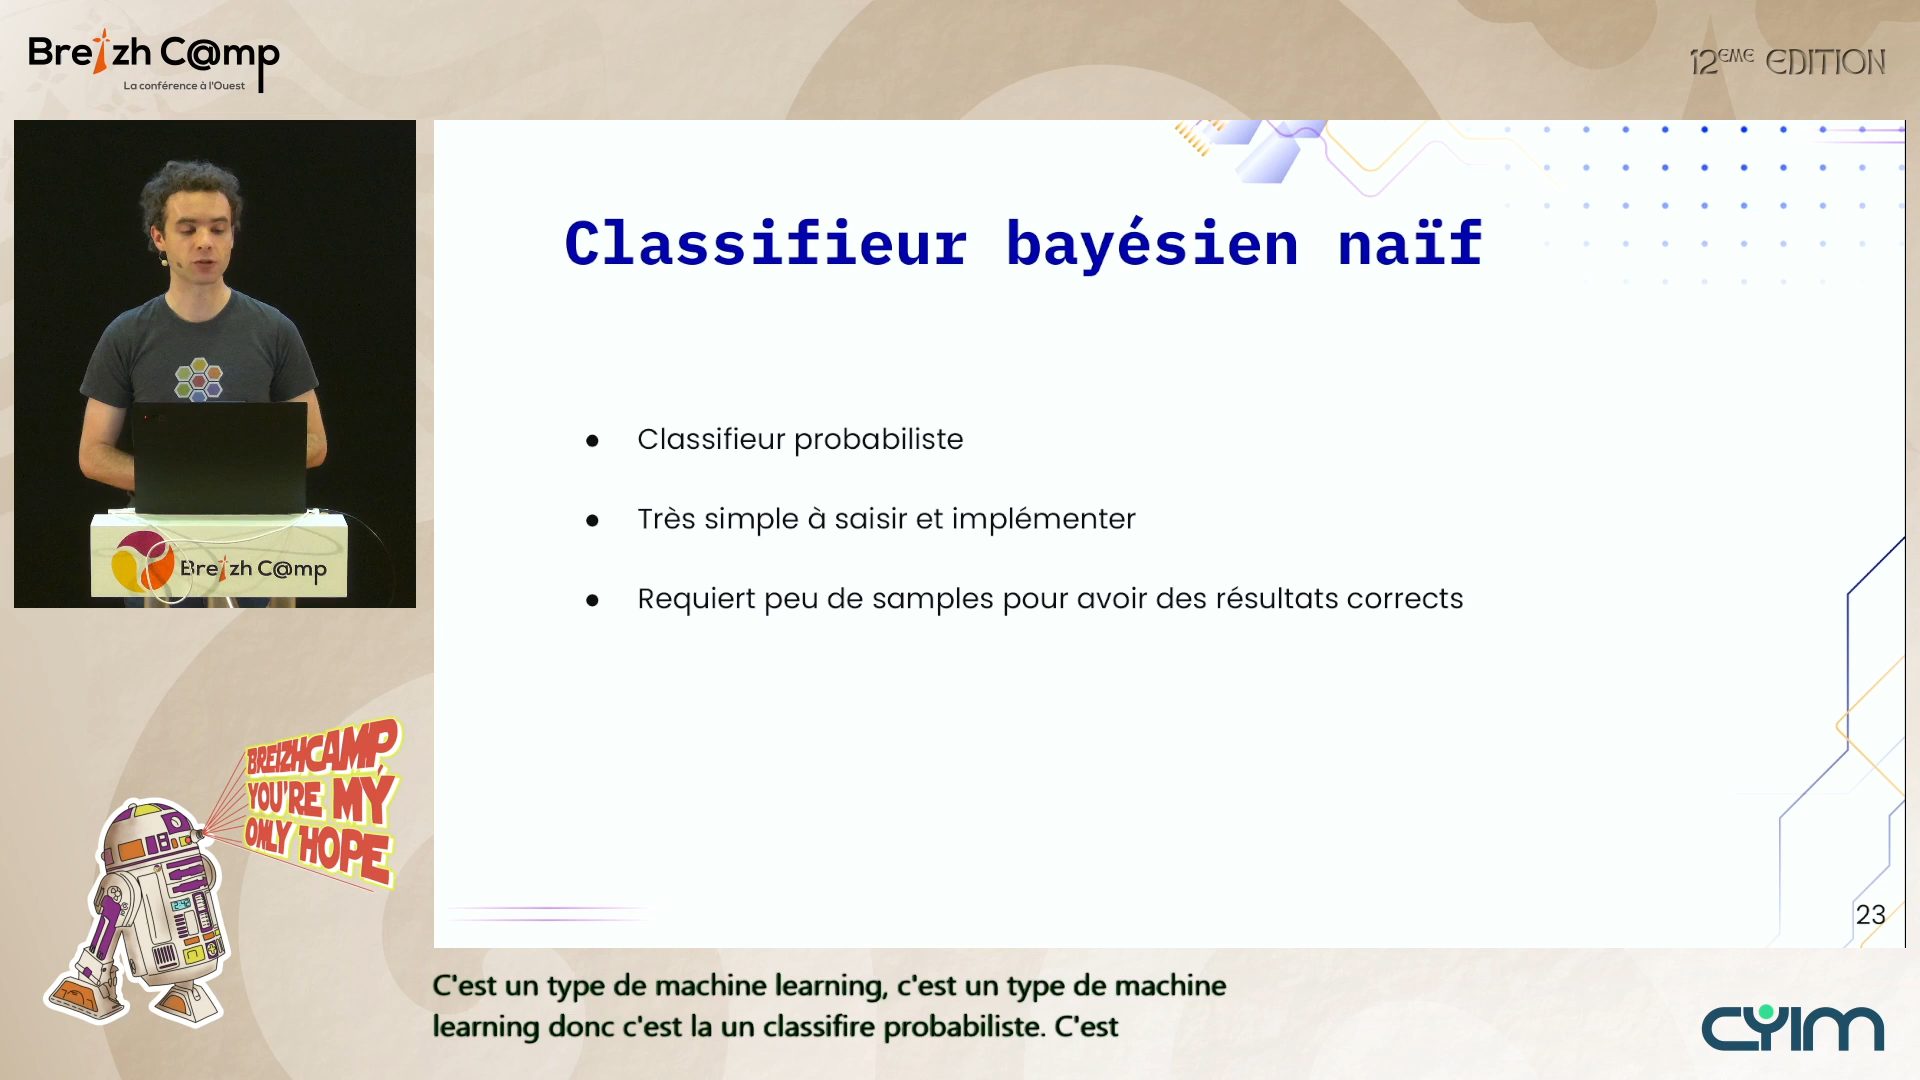 Breizh C@mp
La conférence à l'Ouest
12ÈME EDITION
Classifieur bayésien naïf
● Classifieur probabiliste
● Très simple à saisir et implémenter
● Requiert peu de samples pour avoir des résultats corrects
23
Breizh C@mp
BREIZHCAMP
YOU'RE MY
ONLY HOPE
C'est un type de machine learning, c'est un type de machine
learning donc c'est la un classifire probabiliste. C'est
CYIM